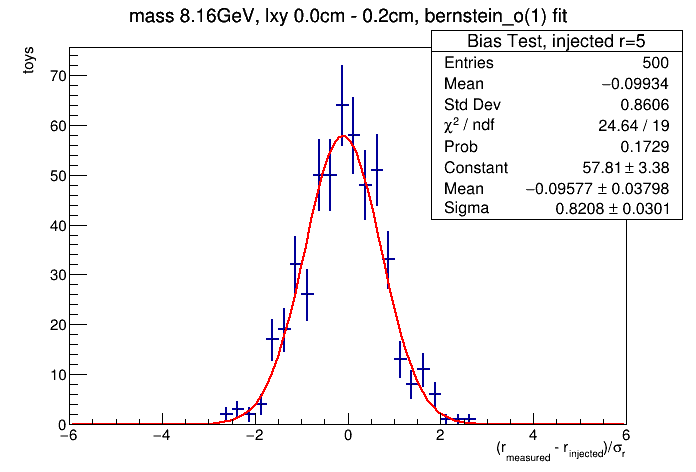 mass 8.16GeV, lxy 0.0cm - 0.2cm, bernstein_o(1) fit
Bias Test, injected r=5
Entries 500
Mean −0.09934
Std Dev 0.8606
χ² / ndf 24.64 / 19
Prob 0.1729
Constant 57.81 ± 3.38
Mean −0.09577 ± 0.03798
Sigma 0.8208 ± 0.0301
toys
70
60
50
40
30
20
10
0
−6 −4 −2 0 2 4 6
(r_measured - r_injected)/σ_r